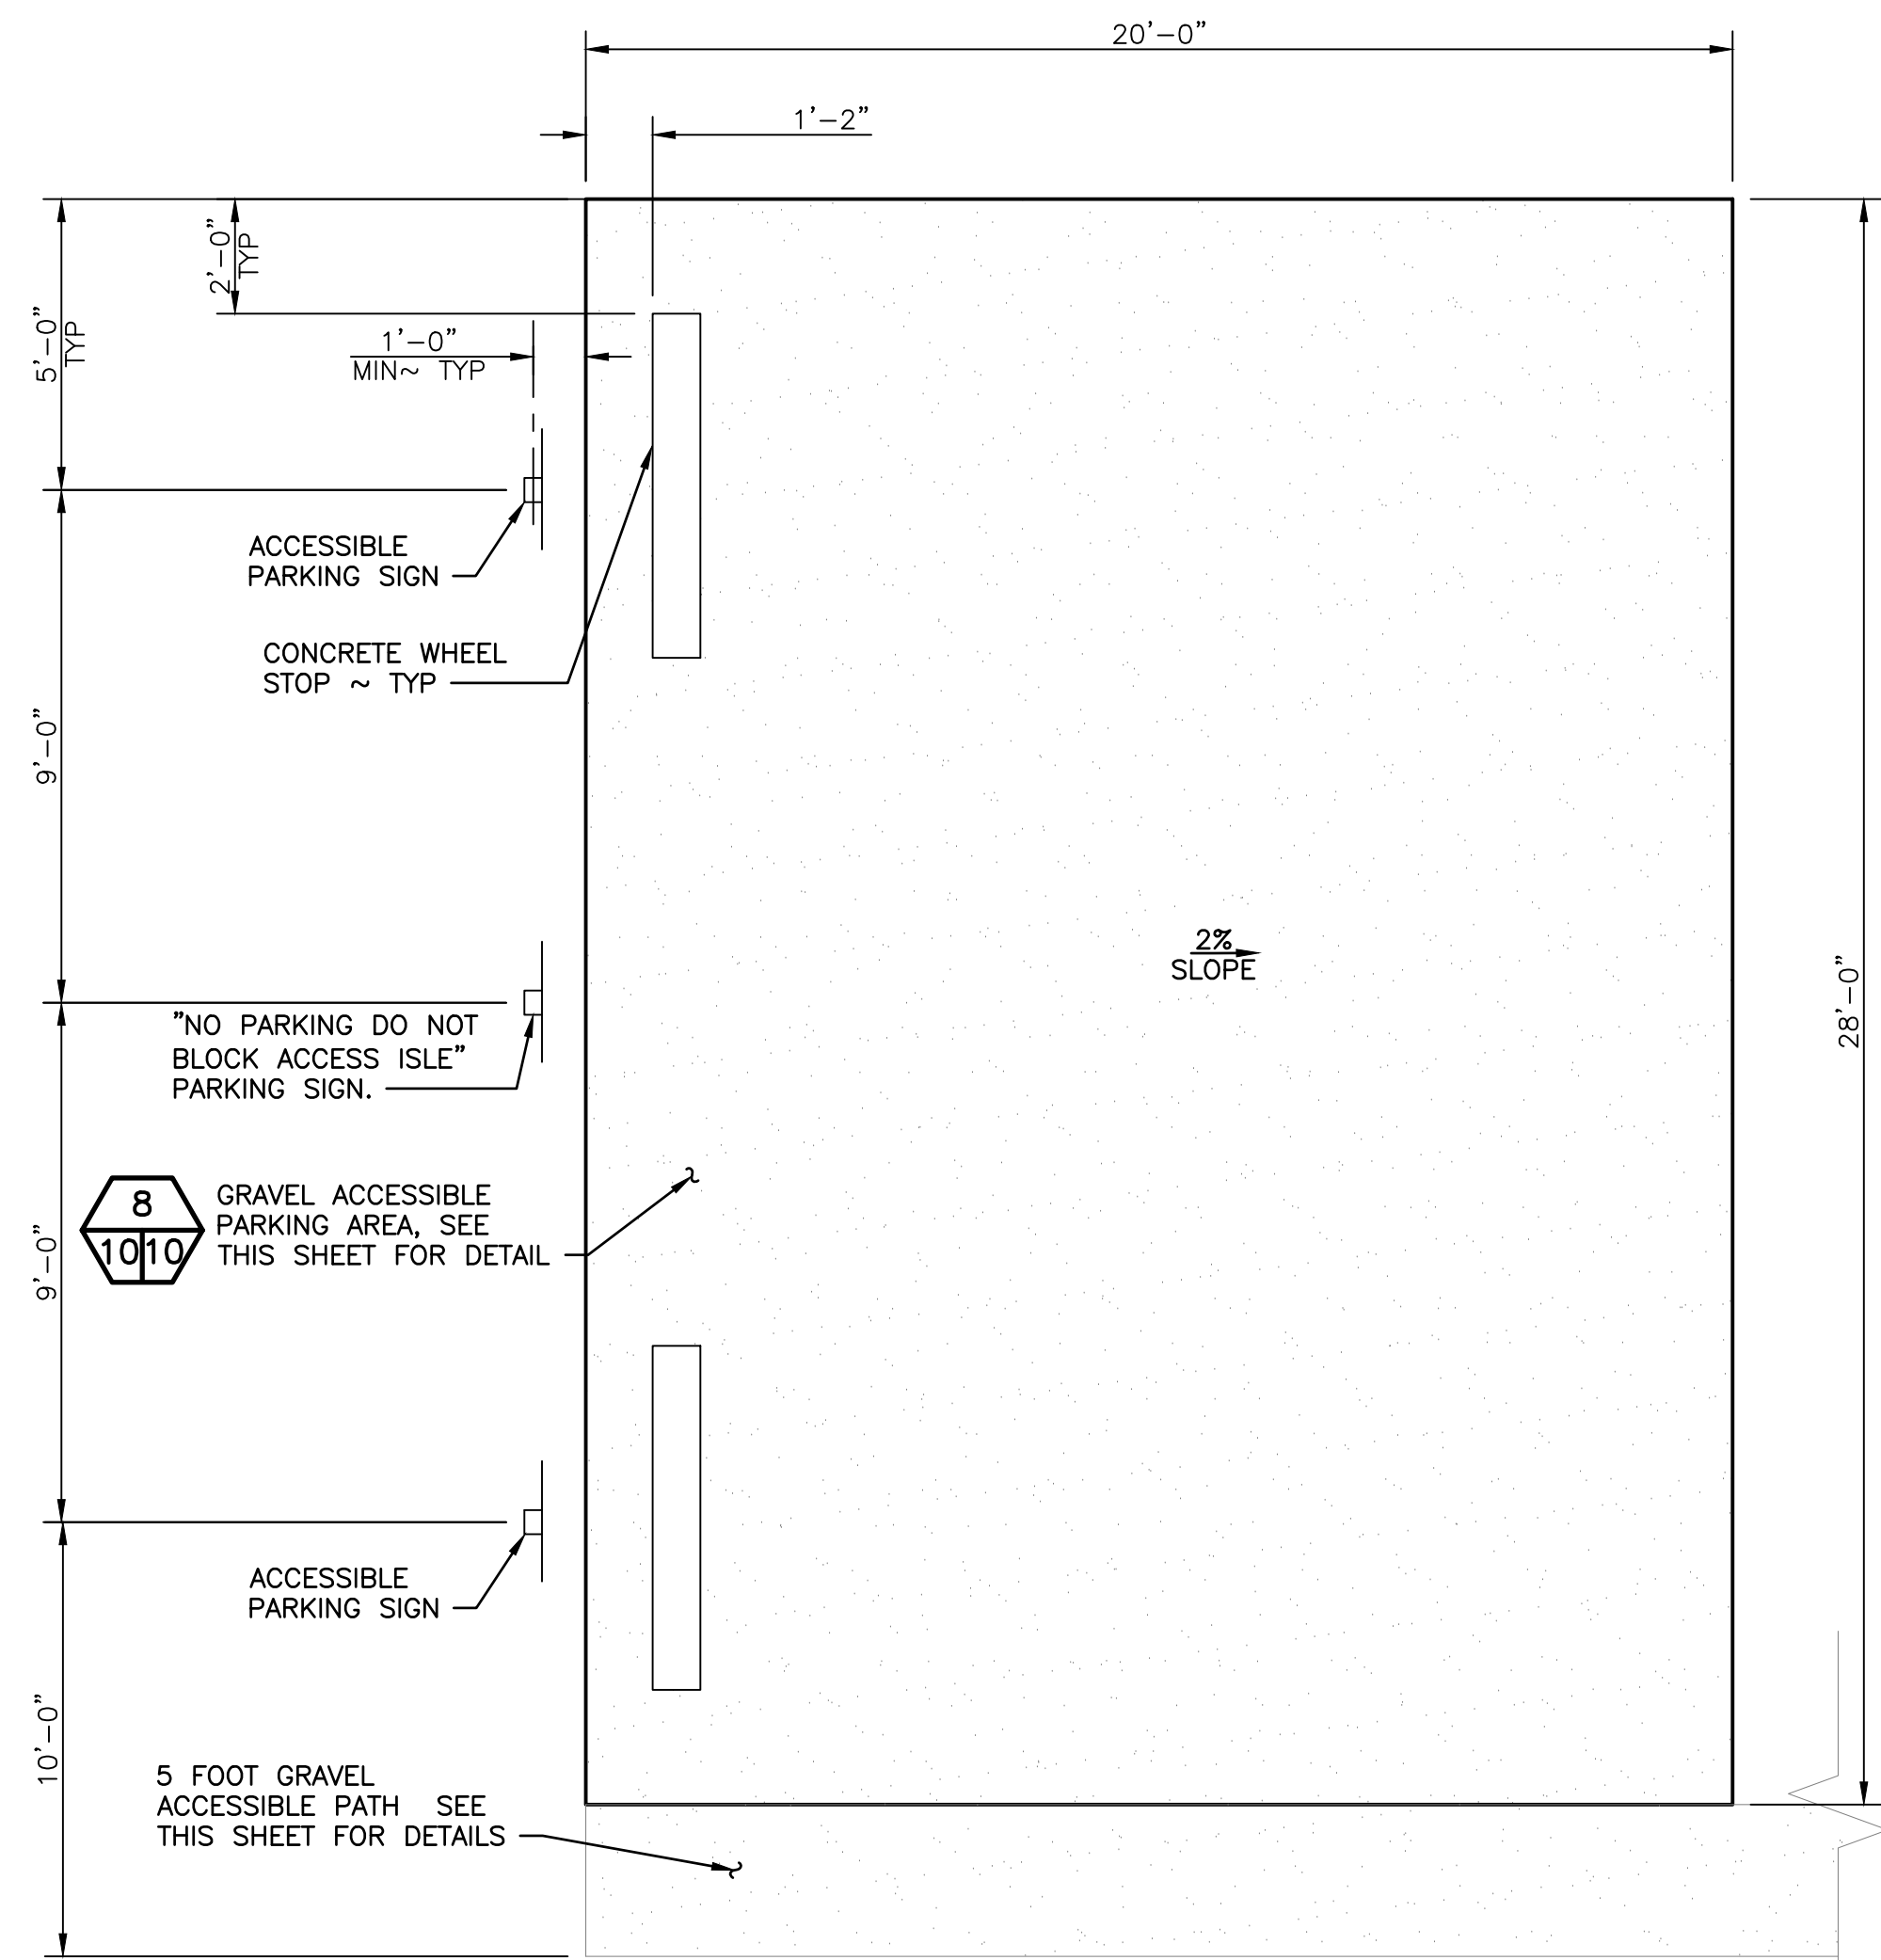 20'-0"
1'-2"
2'-0"
TYP
5'-0"
TYP
1'-0"
MIN~ TYP
ACCESSIBLE
PARKING SIGN
CONCRETE WHEEL
STOP ~ TYP
9'-0"
2%
SLOPE
28'-0"
"NO PARKING DO NOT
BLOCK ACCESS ISLE"
PARKING SIGN.
8
10 10
GRAVEL ACCESSIBLE
PARKING AREA, SEE
THIS SHEET FOR DETAIL
9'-0"
ACCESSIBLE
PARKING SIGN
10'-0"
5 FOOT GRAVEL
ACCESSIBLE PATH SEE
THIS SHEET FOR DETAILS